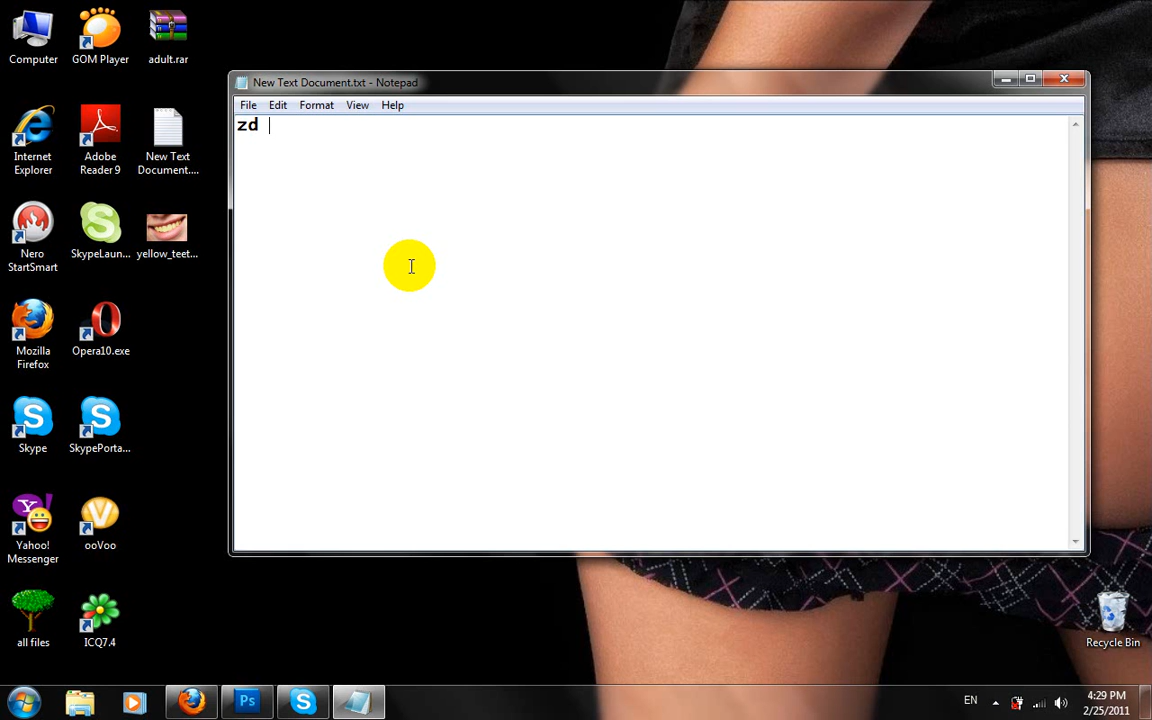 Computer
GOM Player
adult.rar
Internet
Explorer
Adobe
Reader 9
New Text
Document....
Nero
StartSmart
SkypeLaun...
yellow_teet...
Mozilla
Firefox
Opera10.exe
Skype
SkypePorta...
Yahoo!
Messenger
ooVoo
all files
ICQ7.4
New Text Document.txt - Notepad
File Edit Format View Help
zd
Recycle Bin
Ps
EN
4:29 PM
2/25/2011